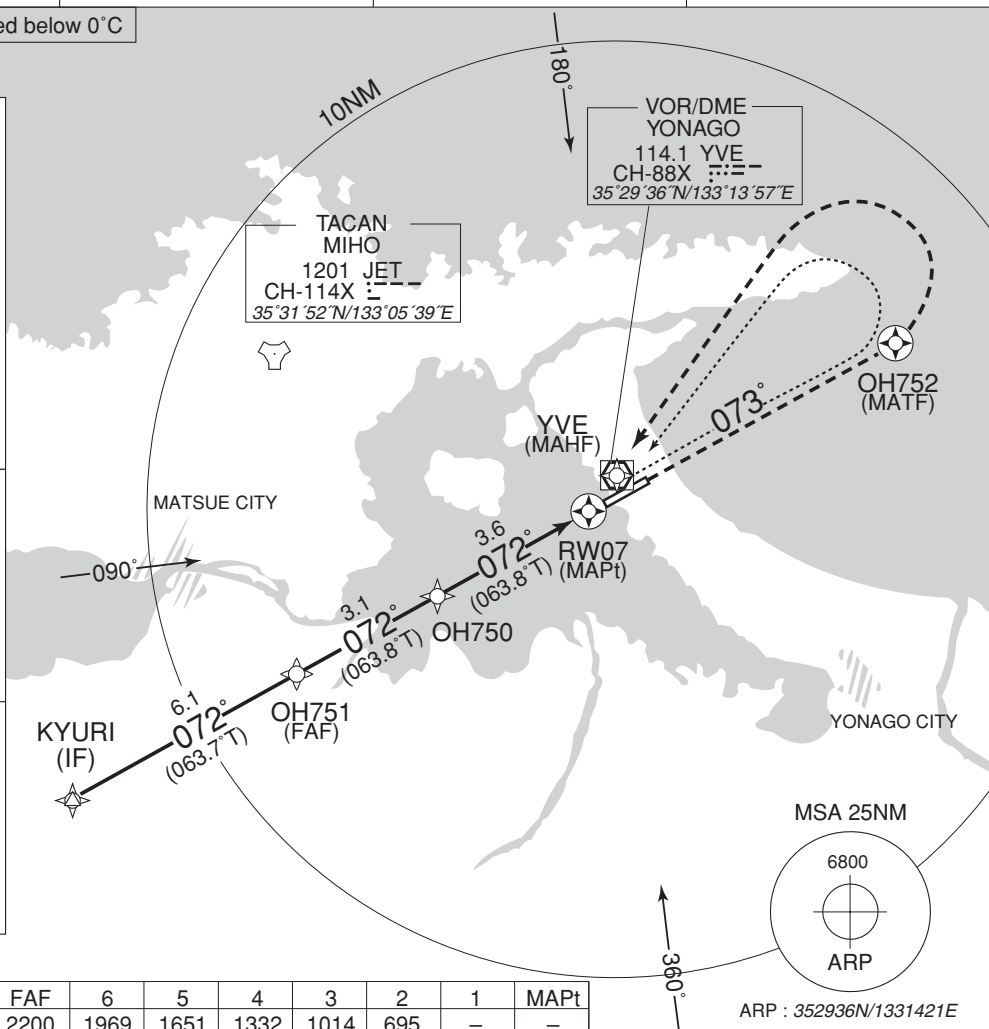 ed below 0°C
180°
10NM
VOR/DME
YONAGO
114.1 YVE
CH-88X
35°29´36˝N/133°13´57˝E
TACAN
MIHO
1201 JET
CH-114X
35°31´52˝N/133°05´39˝E
OH752
(MATF)
073°
YVE
(MAHF)
MATSUE CITY
RW07
(MAPt)
3.6
072°
(063.8°T)
090°
OH750
3.1
072°
(063.8°T)
OH751
(FAF)
6.1
072°
(063.7°T)
KYURI
(IF)
YONAGO CITY
MSA 25NM
6800
ARP
360°
ARP : 352936N/1331421E
FAF 6 5 4 3 2 1 MAPt
2200 1969 1651 1332 1014 695 – –